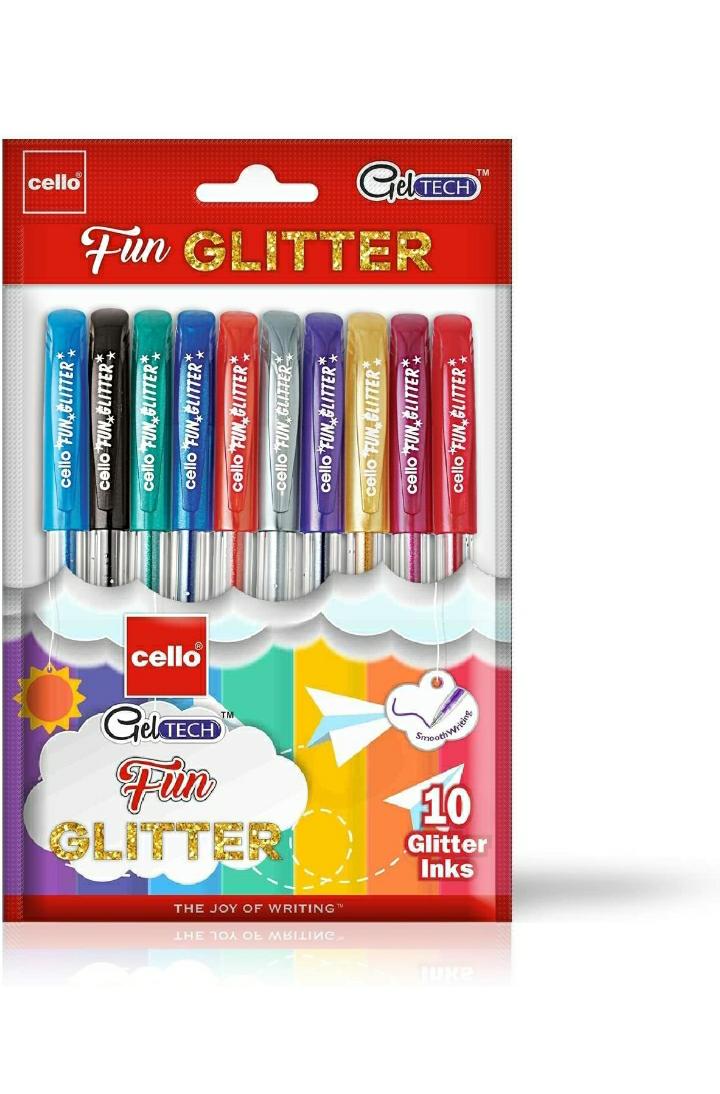 cello®
GelTECH™
Fun GLITTER
cello FUN GLITTER
cello FUN GLITTER
cello FUN GLITTER
cello FUN GLITTER
cello FUN GLITTER
cello FUN GLITTER
cello FUN GLITTER
cello FUN GLITTER
cello FUN GLITTER
cello FUN GLITTER
cello®
GelTECH™
Fun
GLITTER
Smooth Writing
10
Glitter
Inks
THE JOY OF WRITING™